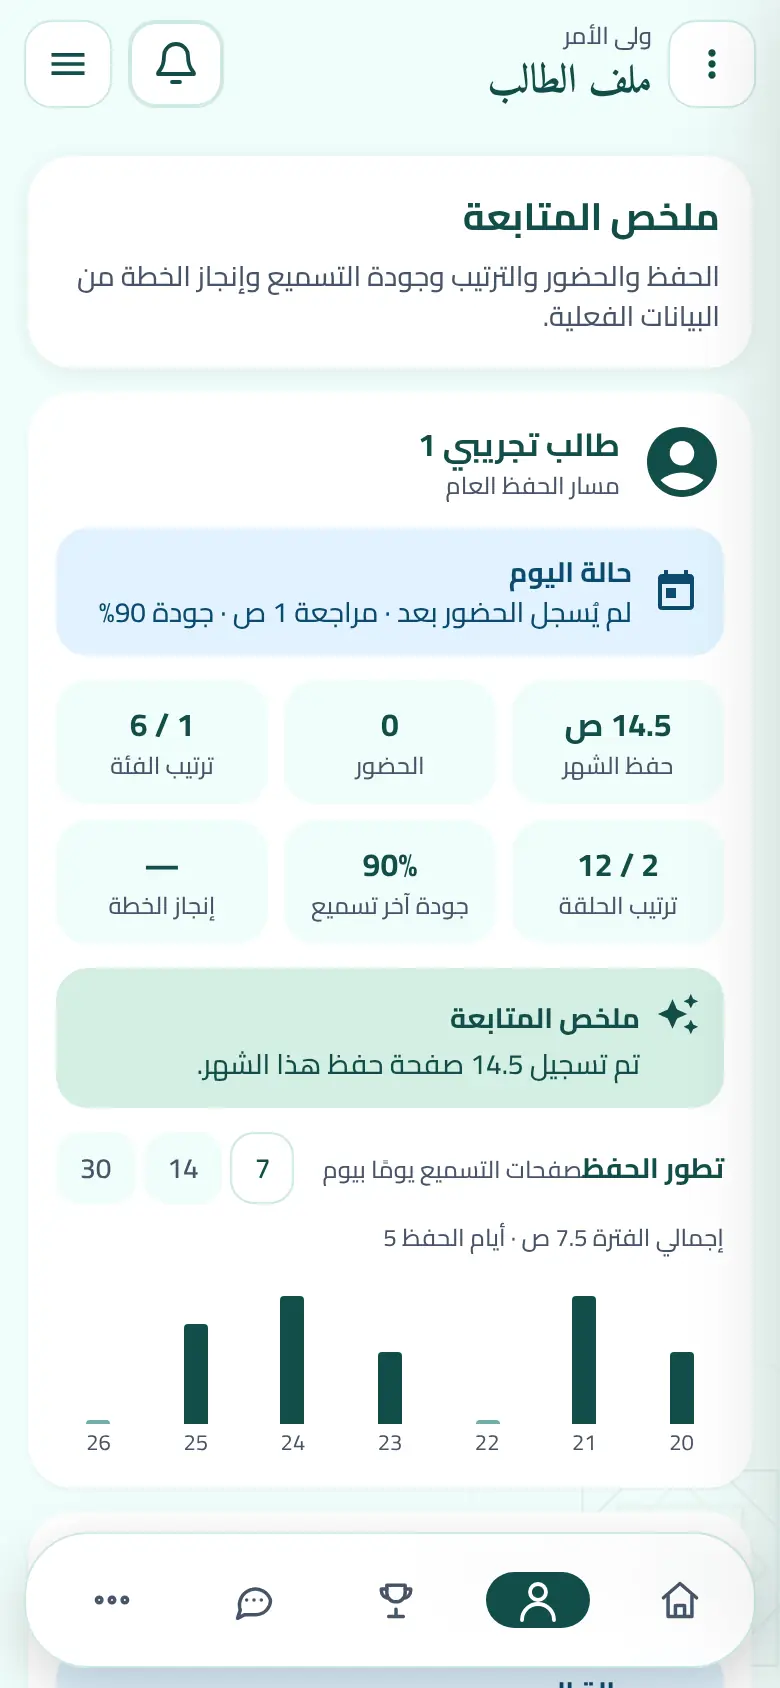 ولي الأمر
ملف الطالب
ملخص المتابعة
الحفظ والحضور والترتيب وجودة التسميع وإنجاز الخطة من
البيانات الفعلية.
طالب تجريبي 1
مسار الحفظ العام
حالة اليوم
لم يُسجل الحضور بعد · مراجعة 1 ص · جودة 90%
14.5 ص
حفظ الشهر
0
الحضور
1 / 6
ترتيب الفئة
2 / 12
ترتيب الحلقة
90%
جودة آخر تسميع
—
إنجاز الخطة
ملخص المتابعة
تم تسجيل 14.5 صفحة حفظ هذا الشهر.
تطور الحفظ صفحات التسميع يومًا بيوم
7
14
30
إجمالي الفترة 7.5 ص · أيام الحفظ 5
20 21 22 23 24 25 26